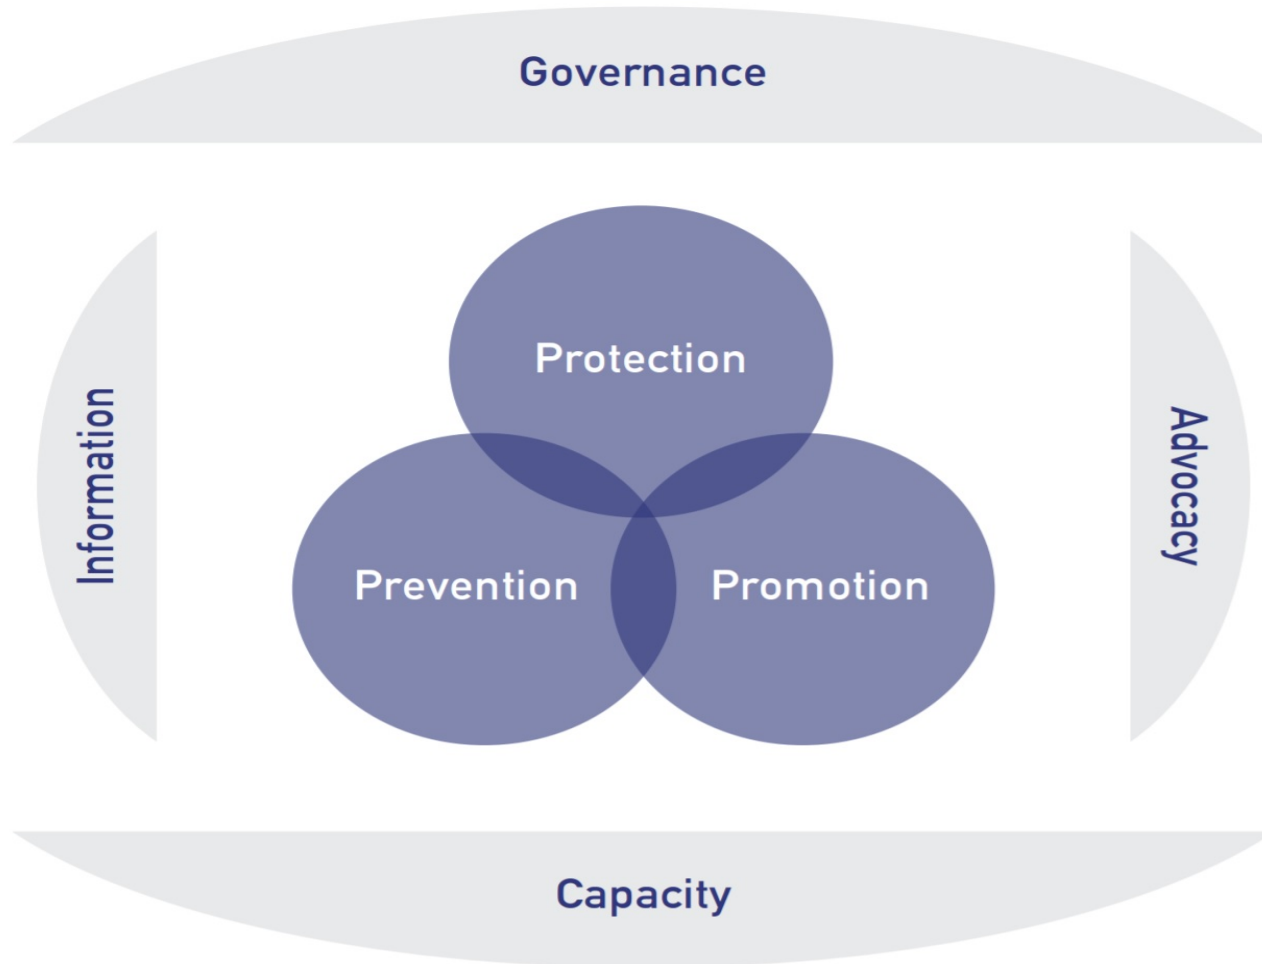 Governance
Protection
Information
Advocacy
Prevention
Promotion
Capacity